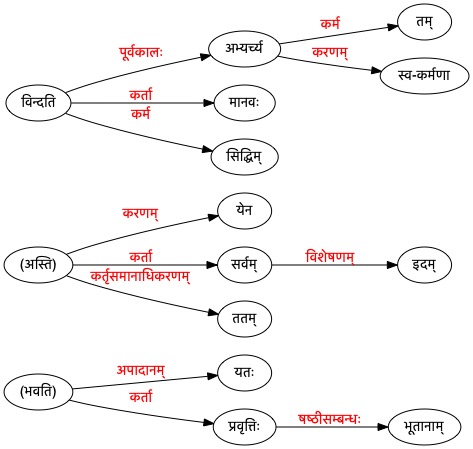 कर्म
तम्
पूर्वकालः
अभ्यर्च्य
करणम्
स्व-कर्मणा
विन्दति
कर्ता
मानवः
कर्म
सिद्धिम्
करणम्
येन
(अस्ति)
कर्ता
सर्वम्
विशेषणम्
इदम्
कर्तृसमानाधिकरणम्
ततम्
अपादानम्
यतः
(भवति)
कर्ता
प्रवृत्तिः
षष्ठीसम्बन्धः
भूतानाम्